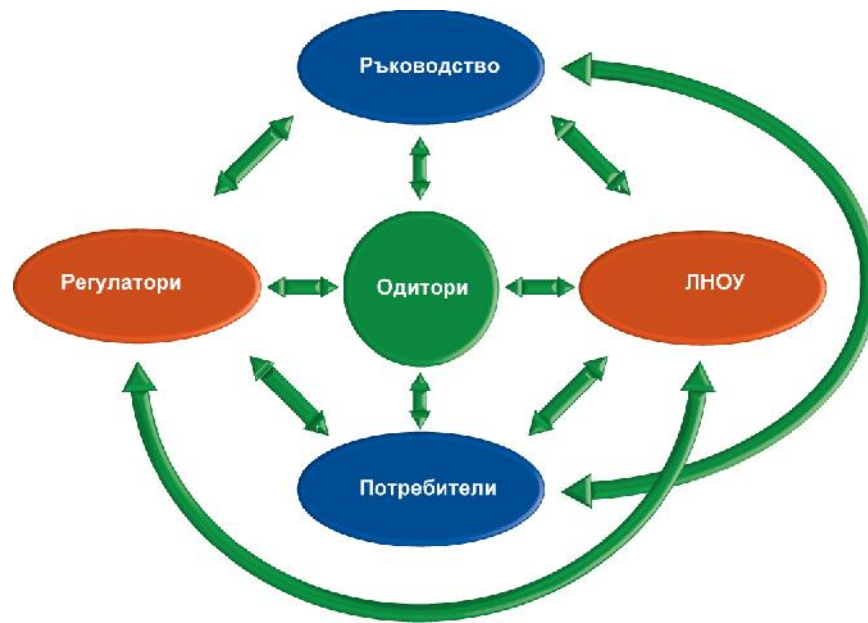 Ръководство
Регулатори
Одитори
ЛНОУ
Потребители